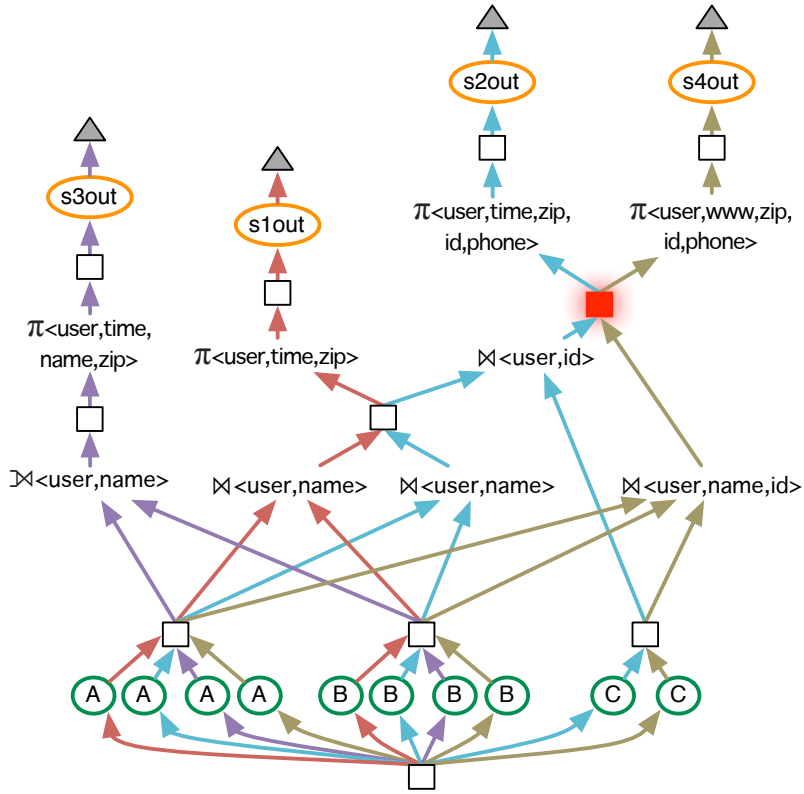 s2out
s4out
s3out
s1out
π<user,time,zip,
id,phone>
π<user,www,zip,
id,phone>
π<user,time,
name,zip>
π<user,time,zip>
⋈<user,id>
⟕<user,name>
⋈<user,name>
⋈<user,name>
⋈<user,name,id>
A
A
A
A
B
B
B
B
C
C